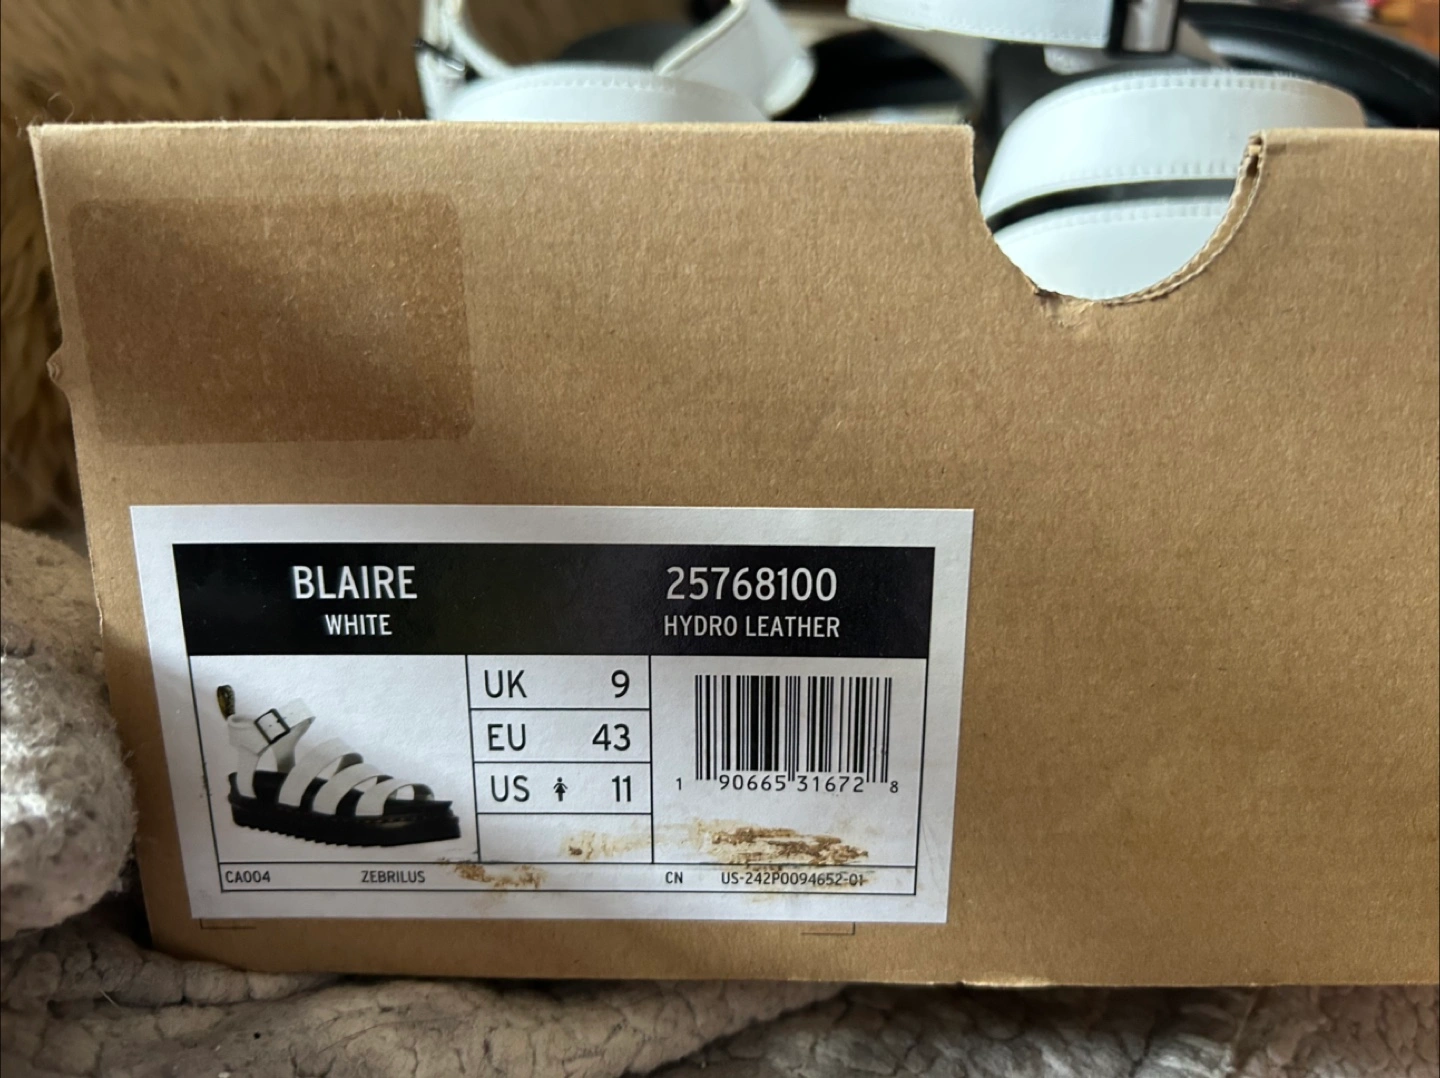 BLAIRE 25768100
WHITE HYDRO LEATHER
UK 9
EU 43
US 11
1 90665 31672 8
CA004 ZEBRILUS CN US-242P0094652-01